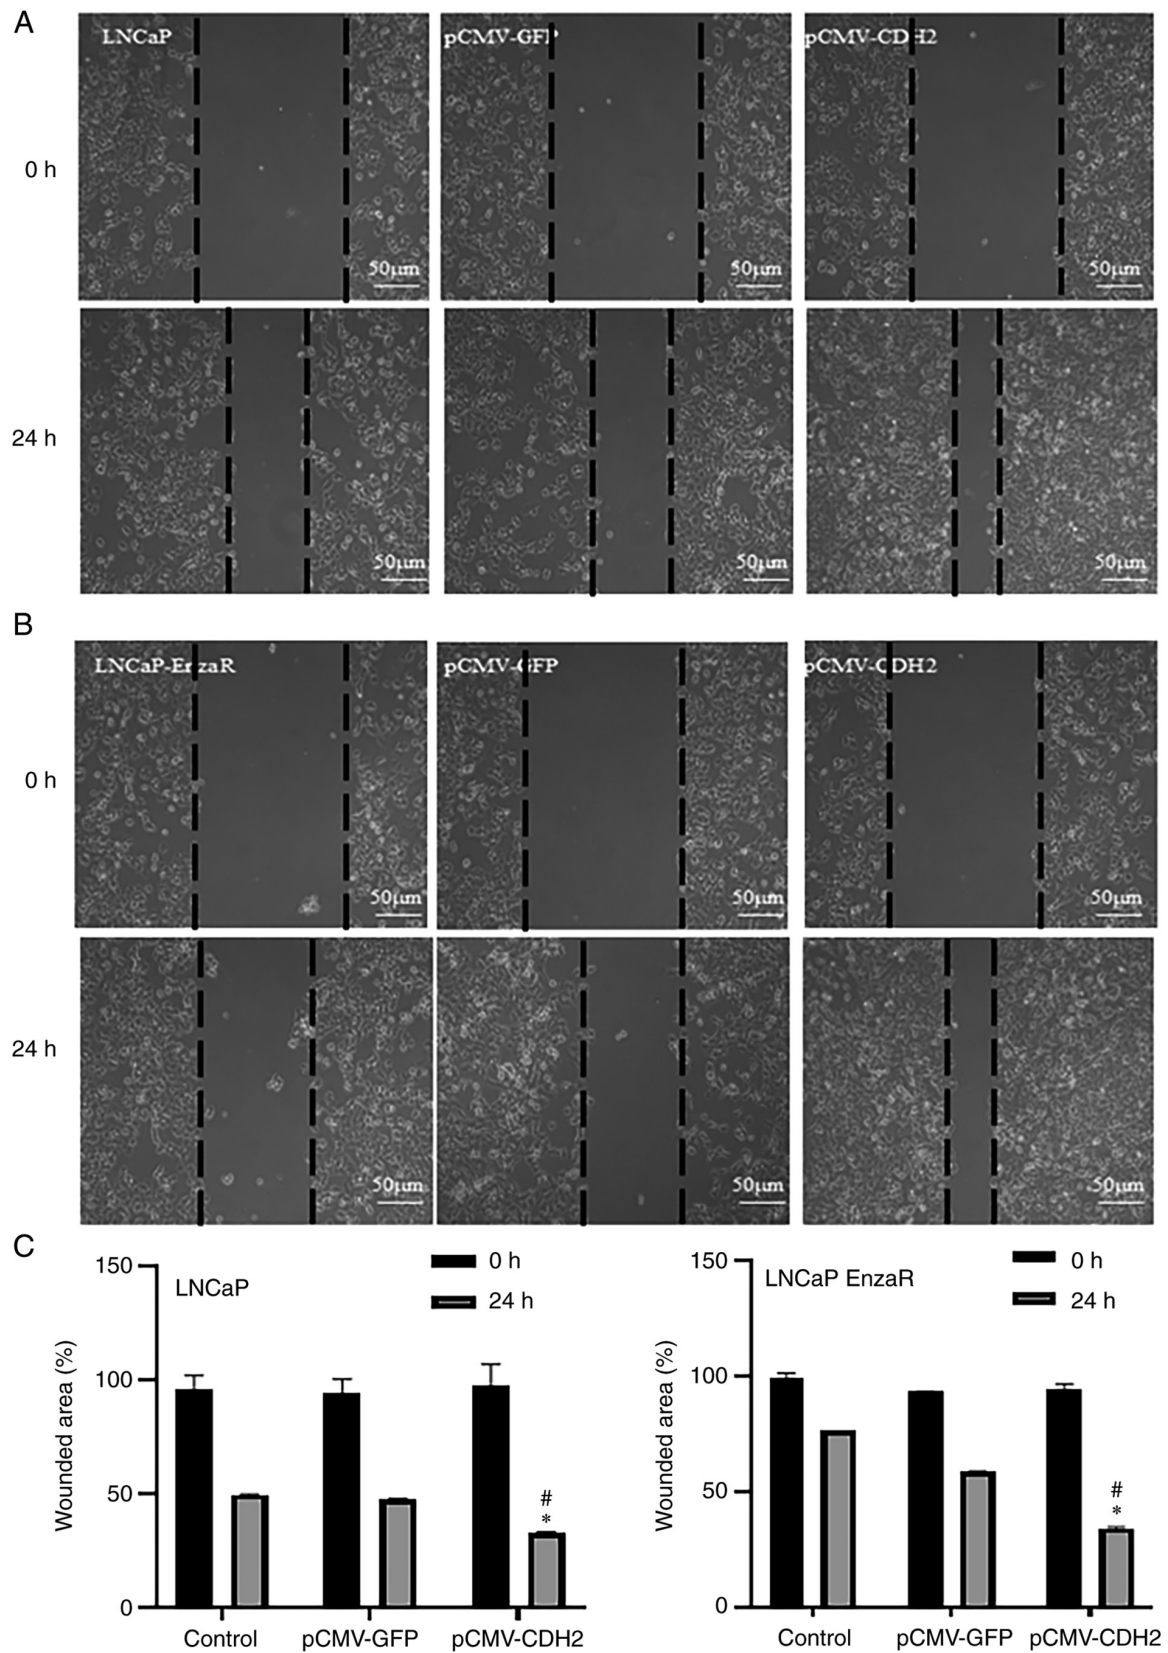 A
LNCaP
pCMV-GFP
pCMV-CDH2
0 h
50μm
50μm
50μm
24 h
50μm
50μm
50μm
B
LNCaP-EnzaR
pCMV-GFP
pCMV-CDH2
0 h
50μm
50μm
50μm
24 h
50μm
50μm
50μm
C
LNCaP
0 h
24 h
Wounded area (%)
150
100
50
0
#
*
Control
pCMV-GFP
pCMV-CDH2
LNCaP EnzaR
0 h
24 h
Wounded area (%)
150
100
50
0
#
*
Control
pCMV-GFP
pCMV-CDH2